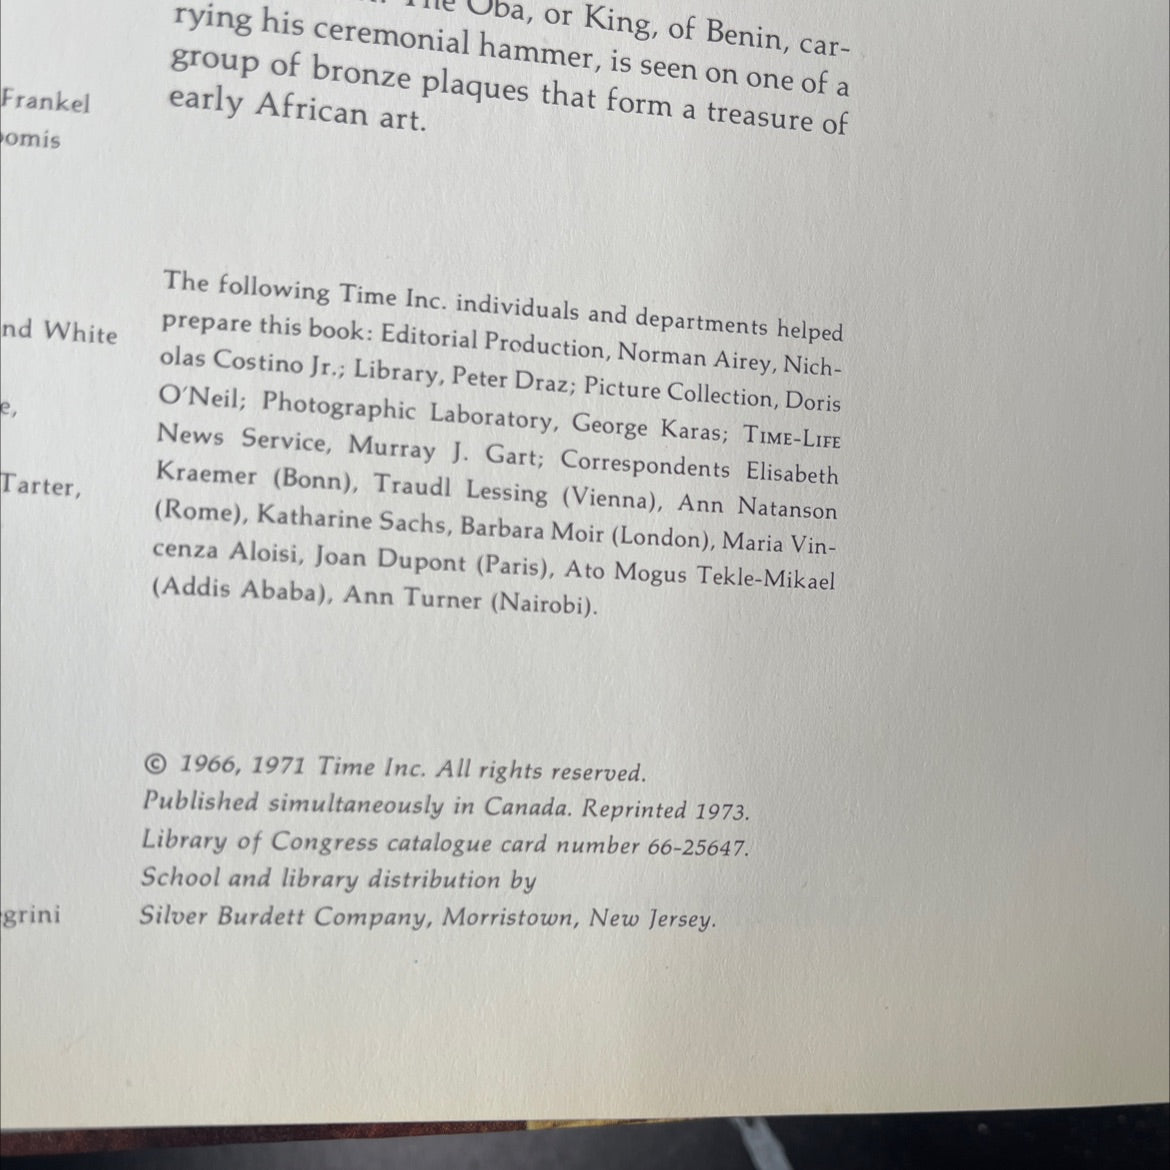 The Oba, or King, of Benin, car-
rying his ceremonial hammer, is seen on one of a
group of bronze plaques that form a treasure of
early African art.
Frankel
omis
nd White
e,
Tarter,
grini
The following Time Inc. individuals and departments helped
prepare this book: Editorial Production, Norman Airey, Nich-
olas Costino Jr.; Library, Peter Draz; Picture Collection, Doris
O'Neil; Photographic Laboratory, George Karas; TIME-LIFE
News Service, Murray J. Gart; Correspondents Elisabeth
Kraemer (Bonn), Traudl Lessing (Vienna), Ann Natanson
(Rome), Katharine Sachs, Barbara Moir (London), Maria Vin-
cenza Aloisi, Joan Dupont (Paris), Ato Mogus Tekle-Mikael
(Addis Ababa), Ann Turner (Nairobi).
© 1966, 1971 Time Inc. All rights reserved.
Published simultaneously in Canada. Reprinted 1973.
Library of Congress catalogue card number 66-25647.
School and library distribution by
Silver Burdett Company, Morristown, New Jersey.